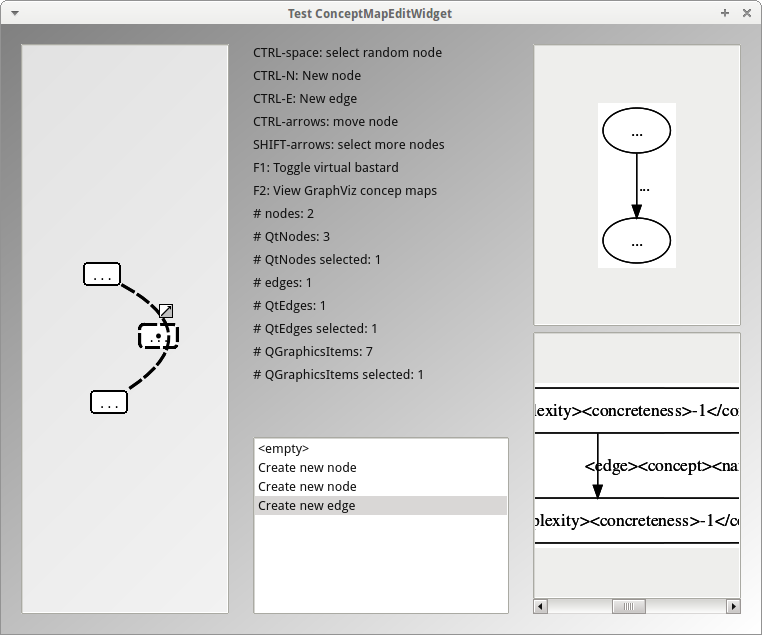 Test ConceptMapEditWidget
...
...
...
CTRL-space: select random node
CTRL-N: New node
CTRL-E: New edge
CTRL-arrows: move node
SHIFT-arrows: select more nodes
F1: Toggle virtual bastard
F2: View GraphViz concep maps
# nodes: 2
# QtNodes: 3
# QtNodes selected: 1
# edges: 1
# QtEdges: 1
# QtEdges selected: 1
# QGraphicsItems: 7
# QGraphicsItems selected: 1
<empty>
Create new node
Create new node
Create new edge
...
...
...
lexity><concreteness>-1</co
<edge><concept><na
plexity><concreteness>-1</c